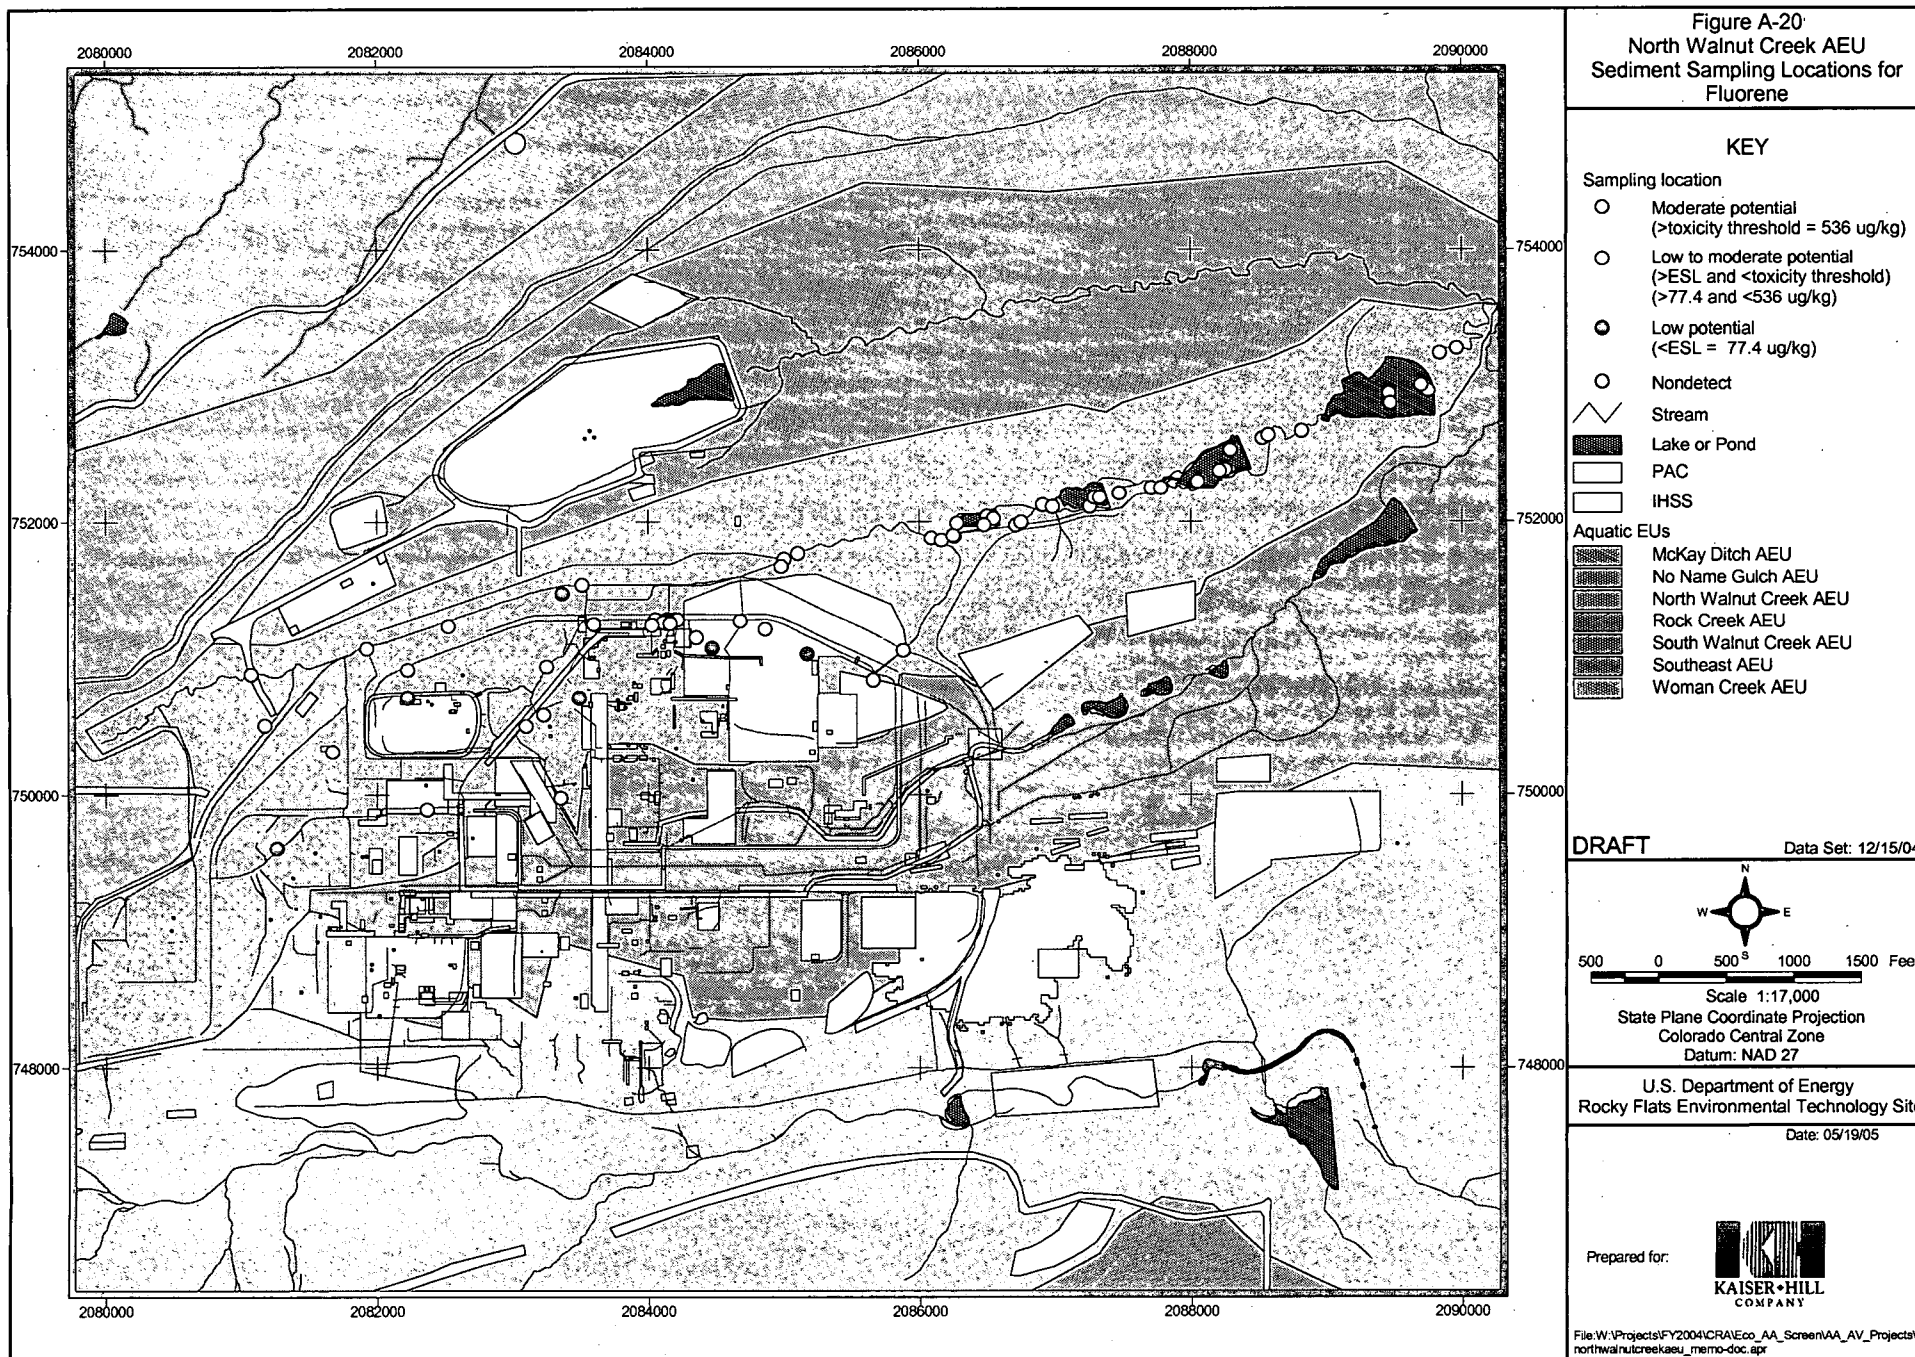 2080000 2082000 2084000 2086000 2088000 2090000
754000 754000
752000 752000
750000 750000
748000 748000
2080000 2082000 2084000 2086000 2088000 2090000
Figure A-20
North Walnut Creek AEU
Sediment Sampling Locations for
Fluorene
KEY
Sampling location
Moderate potential
(>toxicity threshold = 536 ug/kg)
Low to moderate potential
(>ESL and <toxicity threshold)
(>77.4 and <536 ug/kg)
Low potential
(<ESL = 77.4 ug/kg)
Nondetect
Stream
Lake or Pond
PAC
IHSS
Aquatic EUs
McKay Ditch AEU
No Name Gulch AEU
North Walnut Creek AEU
Rock Creek AEU
South Walnut Creek AEU
Southeast AEU
Woman Creek AEU
DRAFT Data Set: 12/15/04
N
W E
S
500 0 500 1000 1500 Fee
Scale 1:17,000
State Plane Coordinate Projection
Colorado Central Zone
Datum: NAD 27
U.S. Department of Energy
Rocky Flats Environmental Technology Site
Date: 05/19/05
Prepared for:
KAISER•HILL
COMPANY
File:W:\Projects\FY2004\CRA\Eco_AA_Screen\AA_AV_Projects\
northwalnutcreekaeu_memo-doc.apr